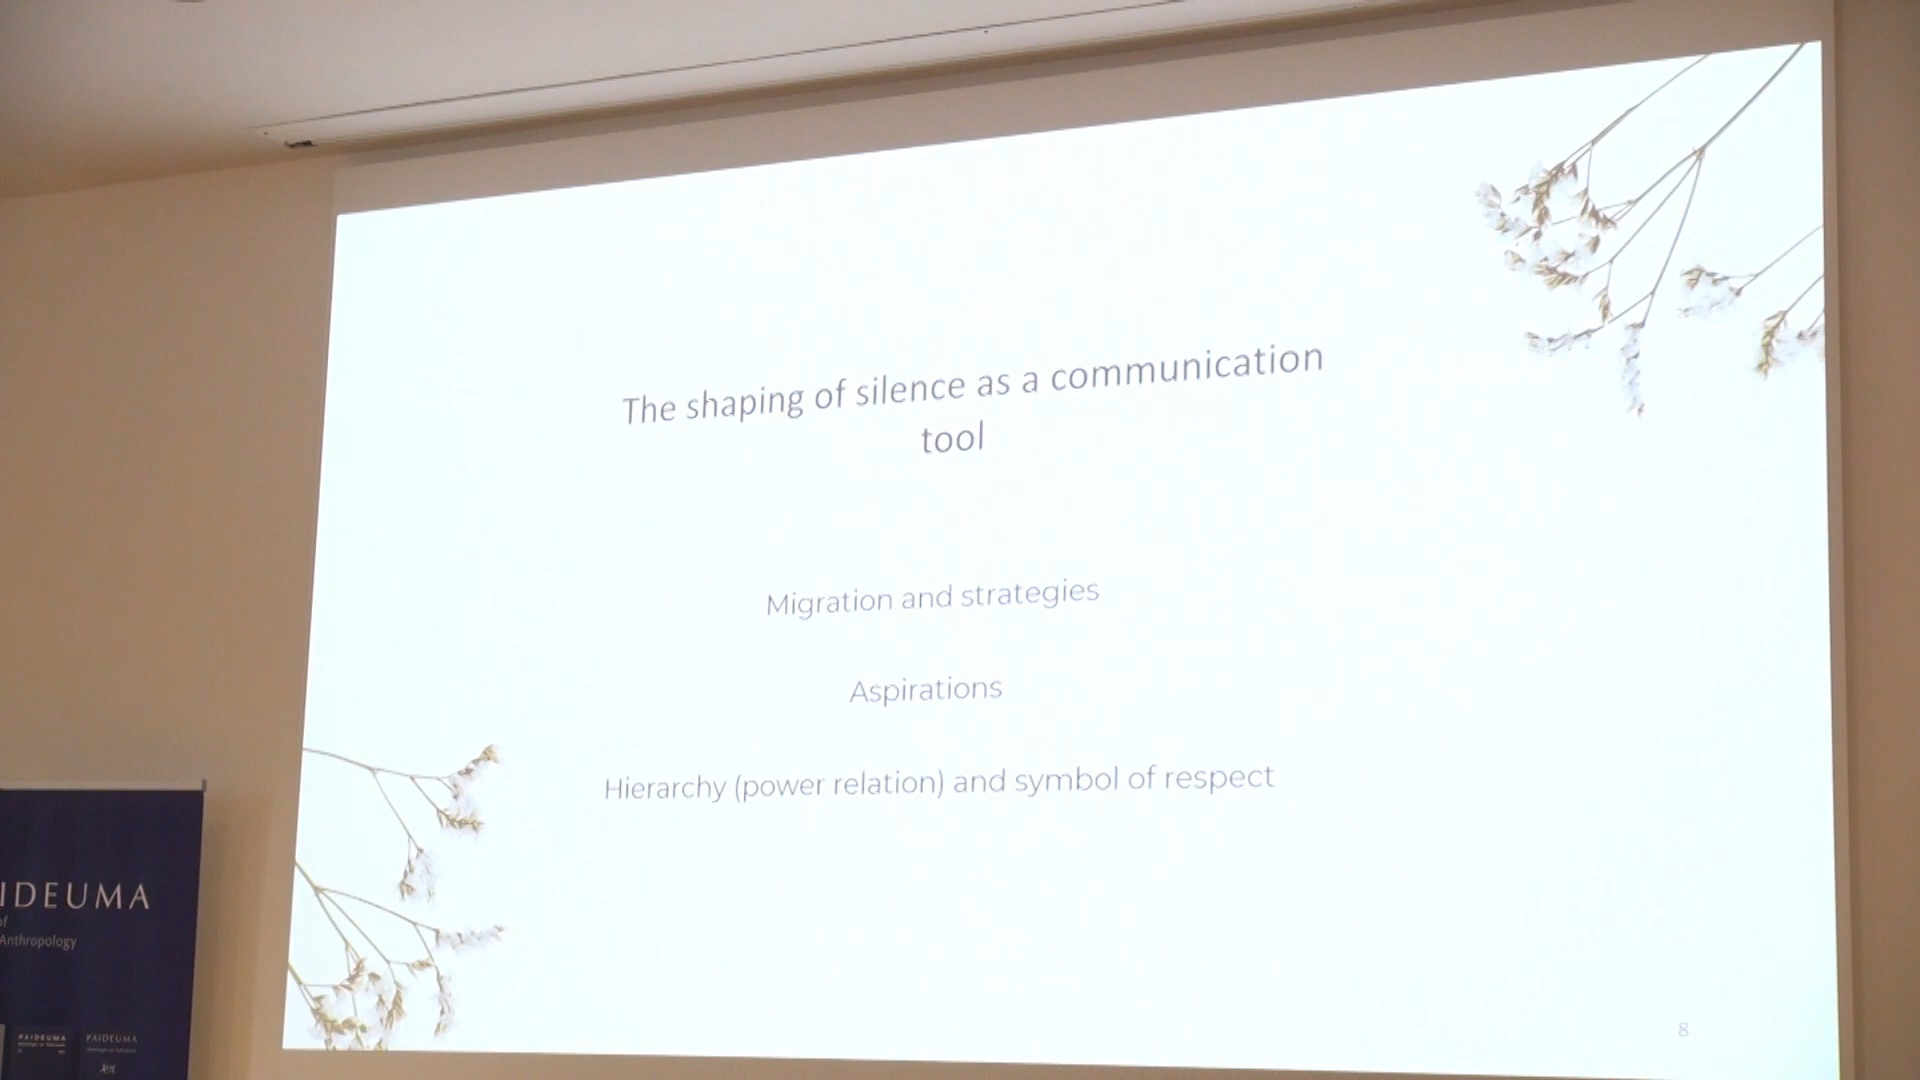 The shaping of silence as a communication
tool
Migration and strategies
Aspirations
Hierarchy (power relation) and symbol of respect
8
IDEUMA
of
Anthropology
PAIDEUMA
PAIDEUMA